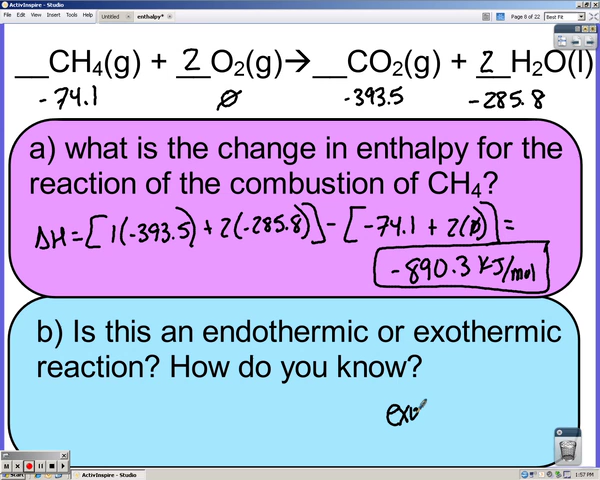 ActivInspire - Studio
File Edit View Insert Tools Help Untitled enthalpy* Page 8 of 22 Best Fit
__CH4(g) + 2 O2(g)→__CO2(g) + 2 H2O(l)
-74.1 ∅ -393.5 -285.8
a) what is the change in enthalpy for the
reaction of the combustion of CH4?
ΔH = [1(-393.5) + 2(-285.8)] - [-74.1 + 2(∅)] =
-890.3 KJ/mol
b) Is this an endothermic or exothermic
reaction? How do you know?
exo
M
Start ActivInspire - Studio 1:57 PM